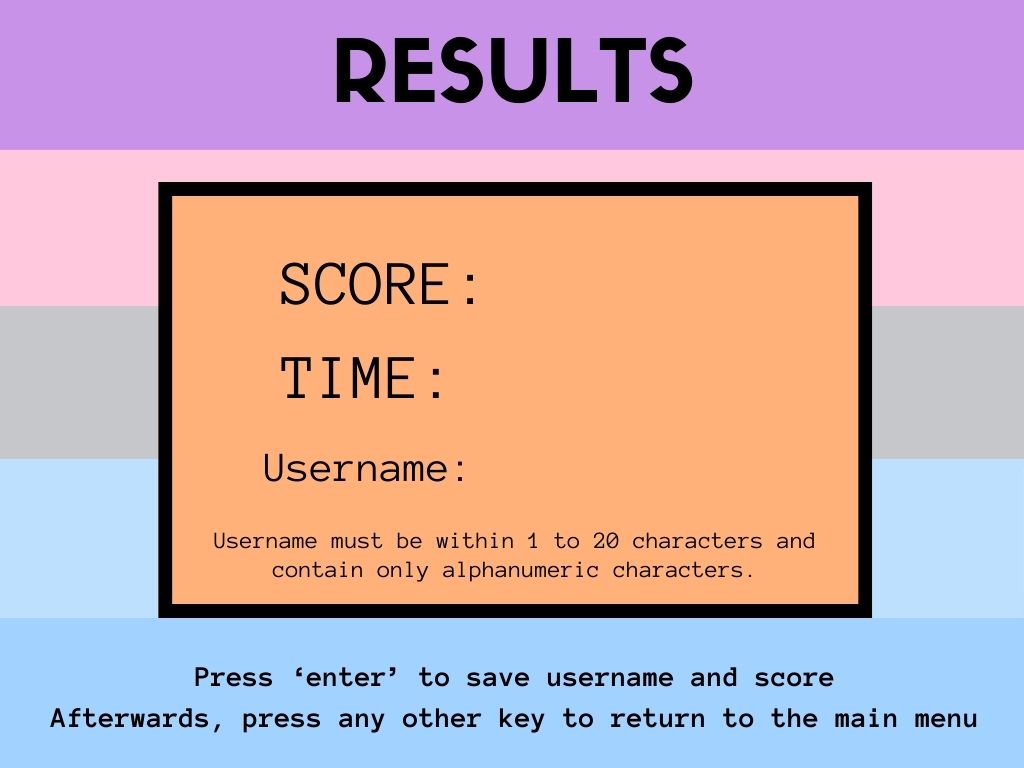 RESULTS
SCORE:
TIME:
Username:
Username must be within 1 to 20 characters and
contain only alphanumeric characters.
Press ‘enter’ to save username and score
Afterwards, press any other key to return to the main menu